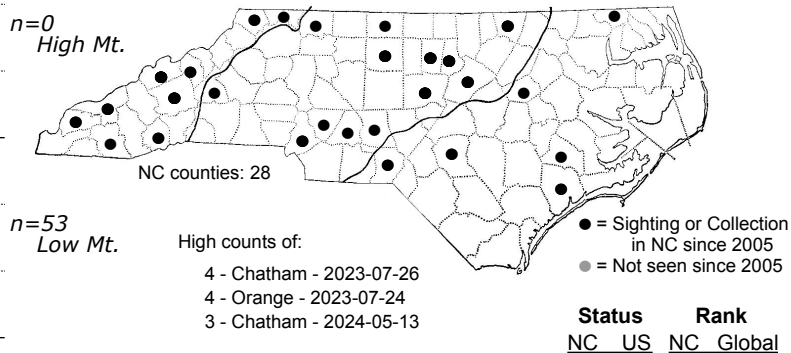 n=0
High Mt.
NC counties: 28
n=53
Low Mt.
High counts of:
4 - Chatham - 2023-07-26
4 - Orange - 2023-07-24
3 - Chatham - 2024-05-13
● = Sighting or Collection
in NC since 2005
● = Not seen since 2005
Status Rank
NC US NC Global